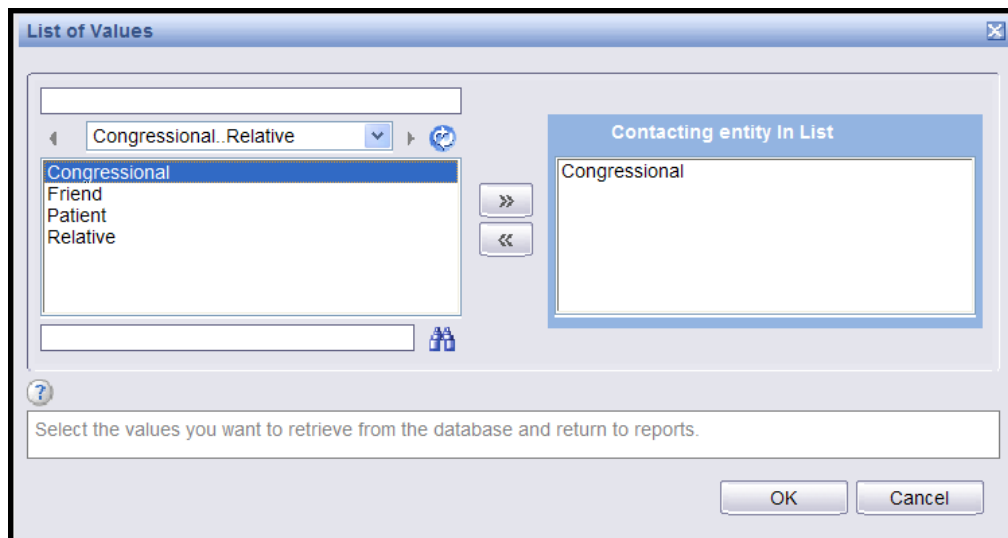 List of Values
Congressional..Relative
Contacting entity In List
Congressional
Friend
Patient
Relative
Congressional
>>
<<
?
Select the values you want to retrieve from the database and return to reports.
OK
Cancel